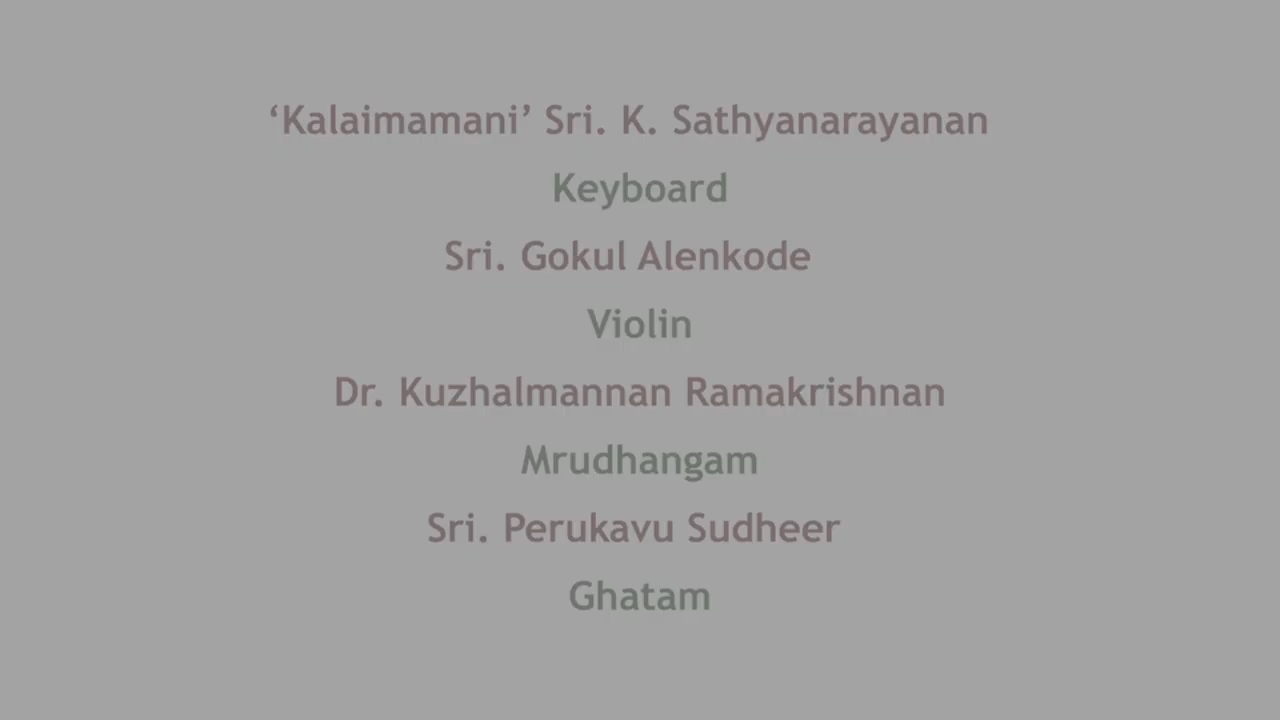 ‘Kalaimamani’ Sri. K. Sathyanarayanan
Keyboard
Sri. Gokul Alenkode
Violin
Dr. Kuzhalmannan Ramakrishnan
Mrudhangam
Sri. Perukavu Sudheer
Ghatam